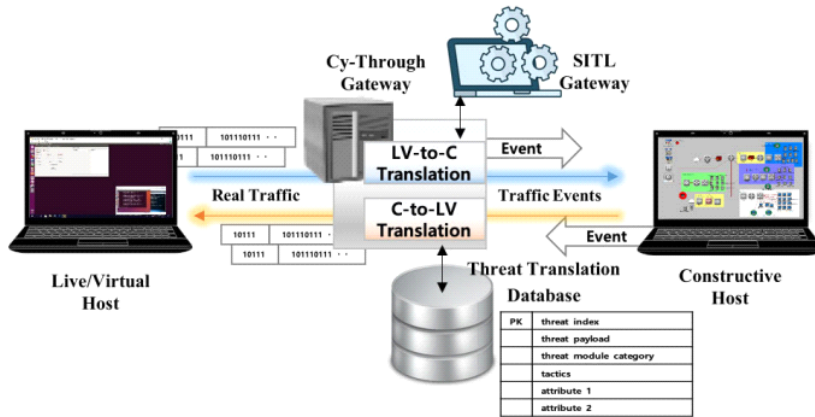 Cy-Through
Gateway
SITL
Gateway
10111 101110111 · ·
101110111 · ·
LV-to-C
Translation
Event
Real Traffic
Traffic Events
C-to-LV
Translation
Event
10111 101110111 · ·
10111 101110111 · ·
Live/Virtual
Host
Threat Translation
Database
Constructive
Host
PK threat index
threat payload
threat module category
tactics
attribute 1
attribute 2